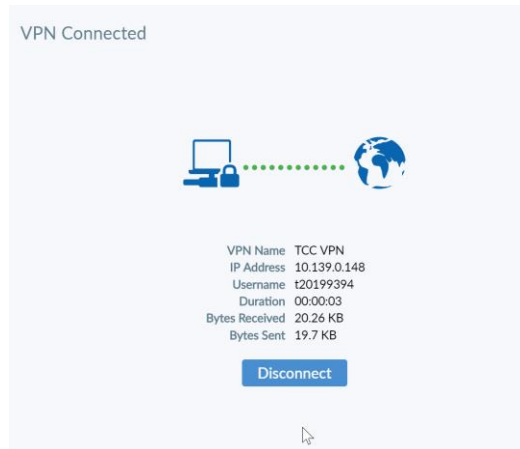 VPN Connected
VPN Name TCC VPN
IP Address 10.139.0.148
Username t20199394
Duration 00:00:03
Bytes Received 20.26 KB
Bytes Sent 19.7 KB
Disconnect